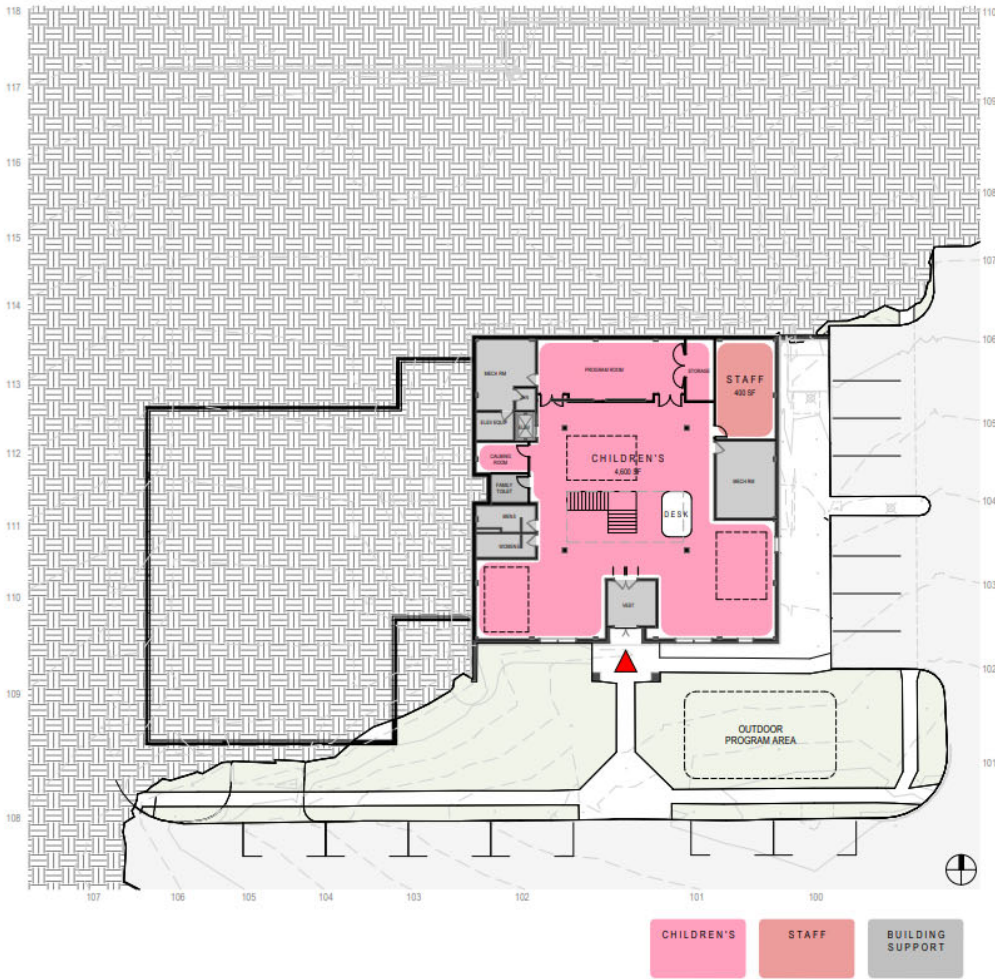 118
110
117
109
116
108
115
107
114
106
113
105
112
104
111
103
110
102
109
101
108
107
106
105
104
103
102
101
100
MECH RM
PROGRAM ROOM
STORAGE
STAFF
400 SF
ELEV EQUIP
CALMING
ROOM
CHILDREN'S
4,600 SF
FAMILY
TOILET
MECH RM
DESK
MENS
WOMENS
VEST
OUTDOOR
PROGRAM AREA
CHILDREN'S
STAFF
BUILDING
SUPPORT